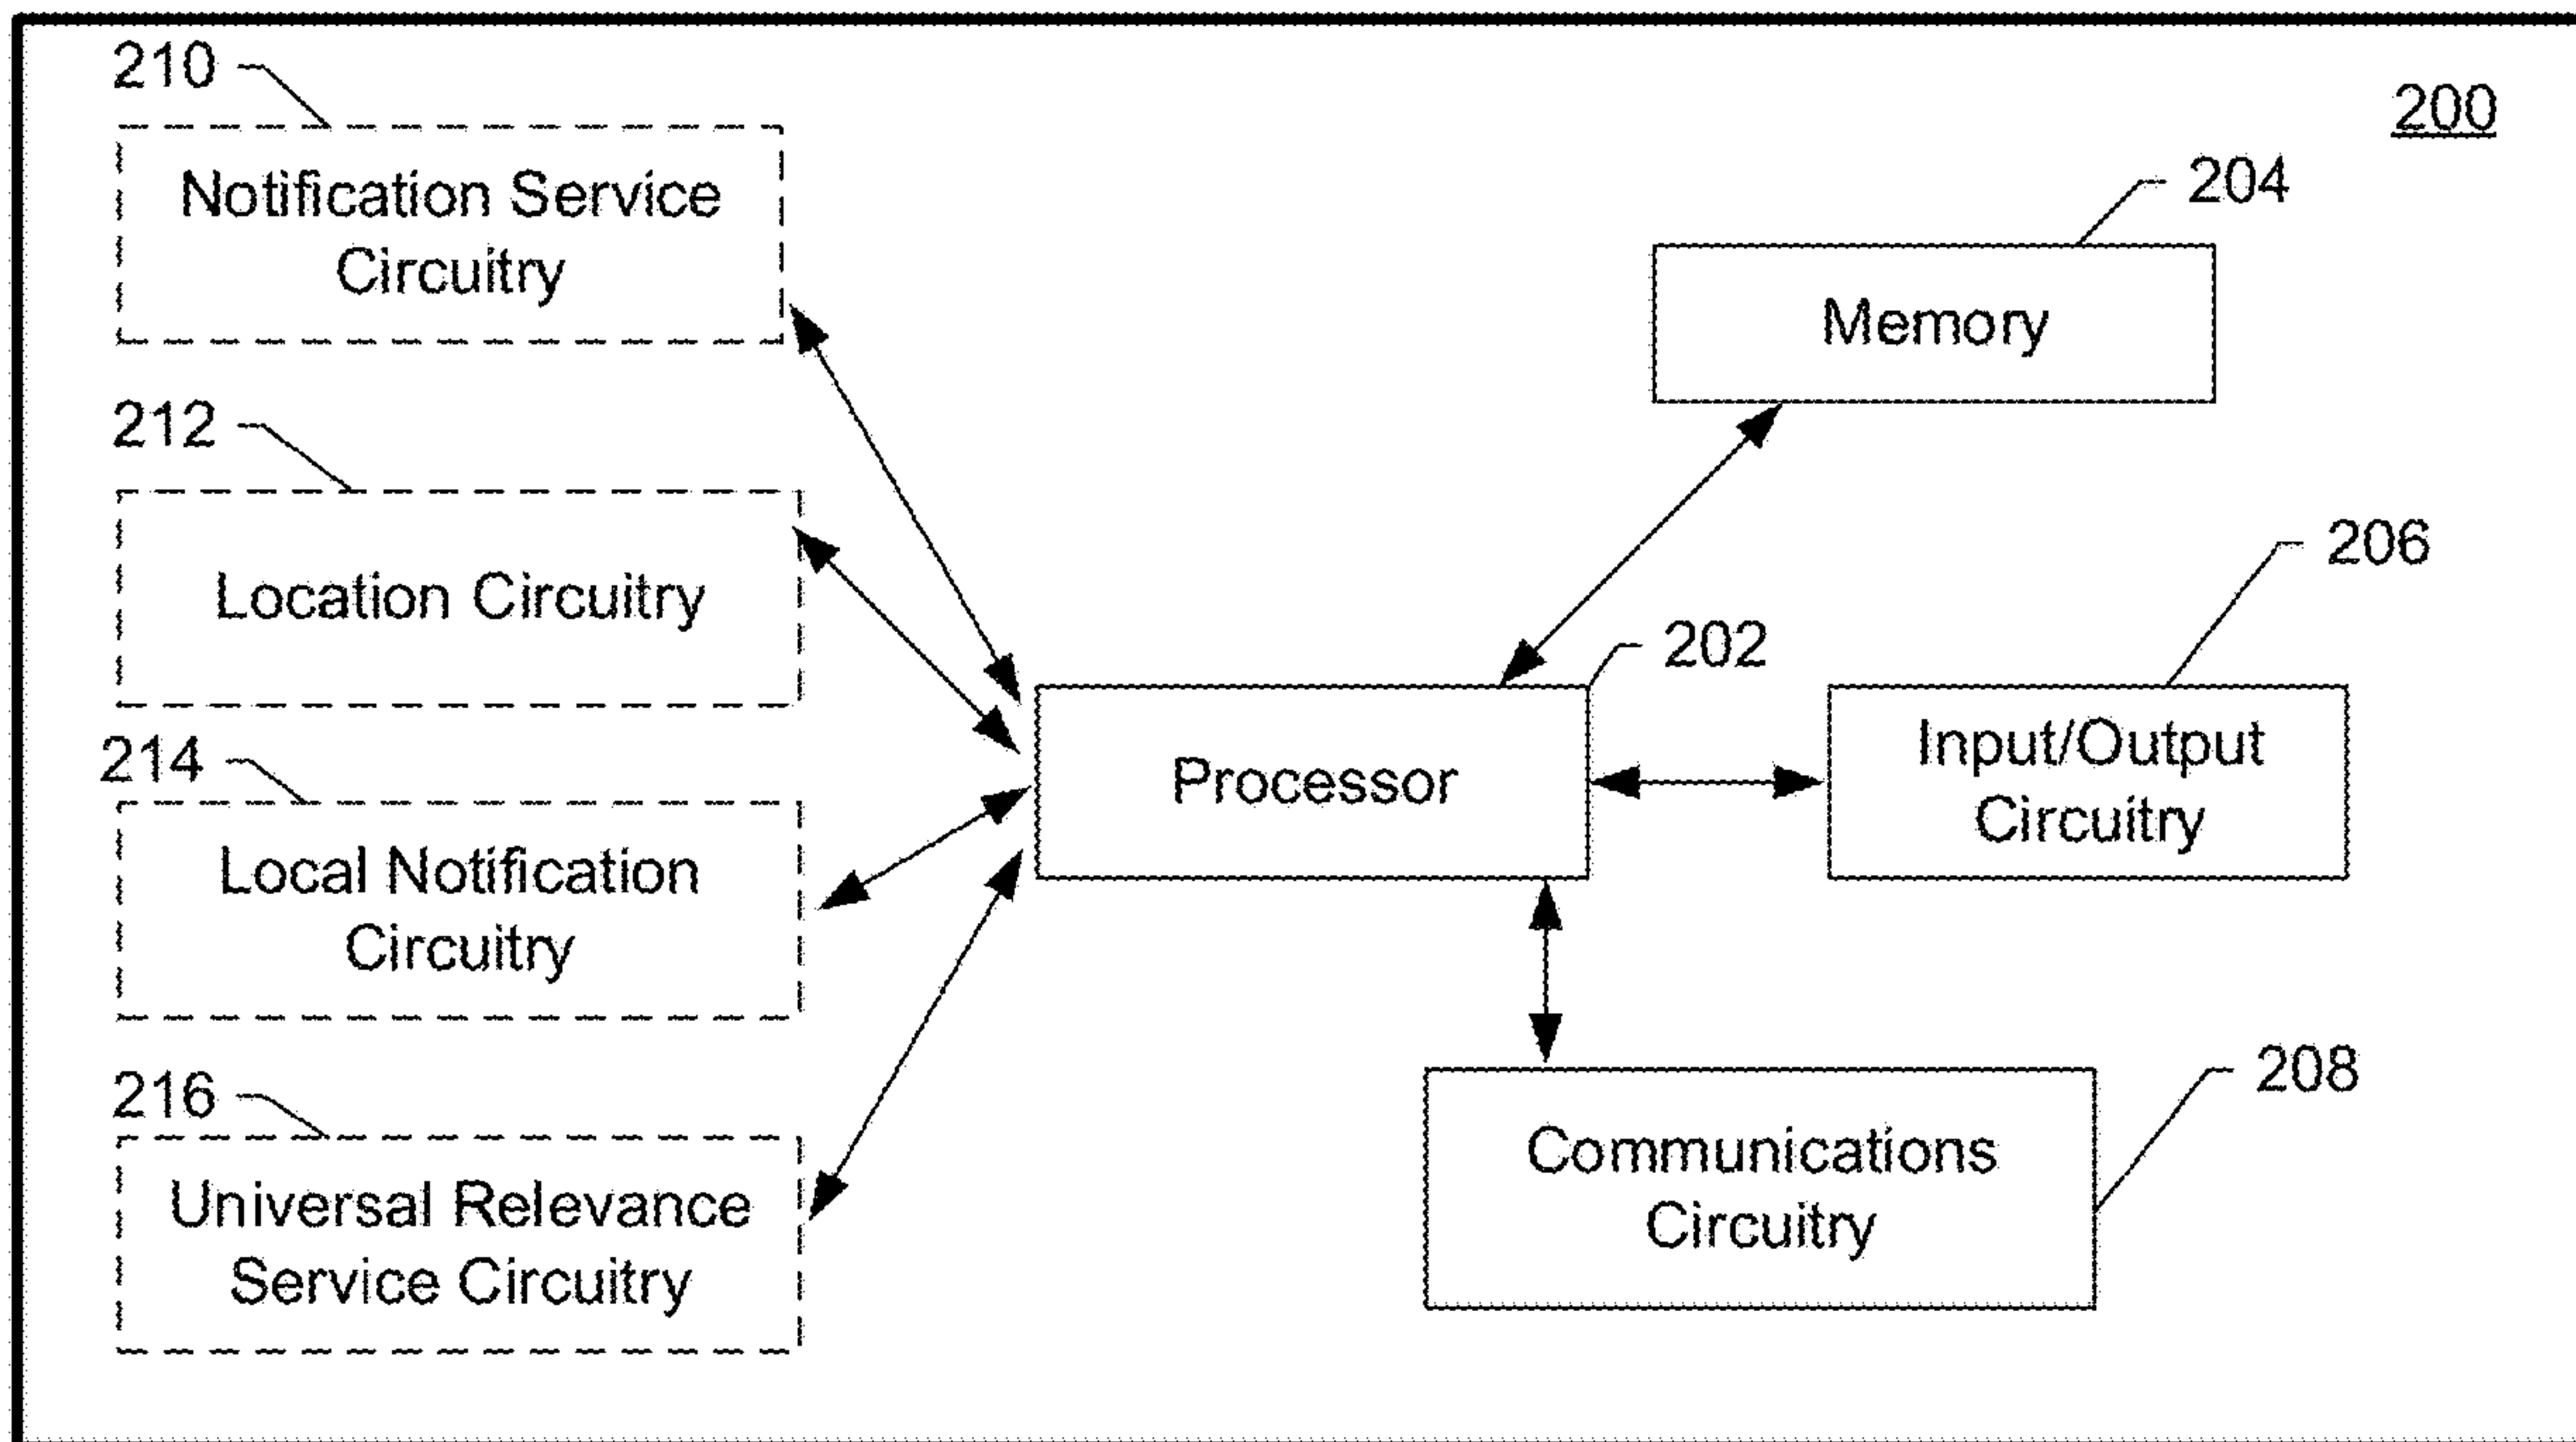 210
Notification Service
Circuitry
212
Location Circuitry
214
Local Notification
Circuitry
216
Universal Relevance
Service Circuitry
200
204
Memory
202
Processor
206
Input/Output
Circuitry
208
Communications
Circuitry